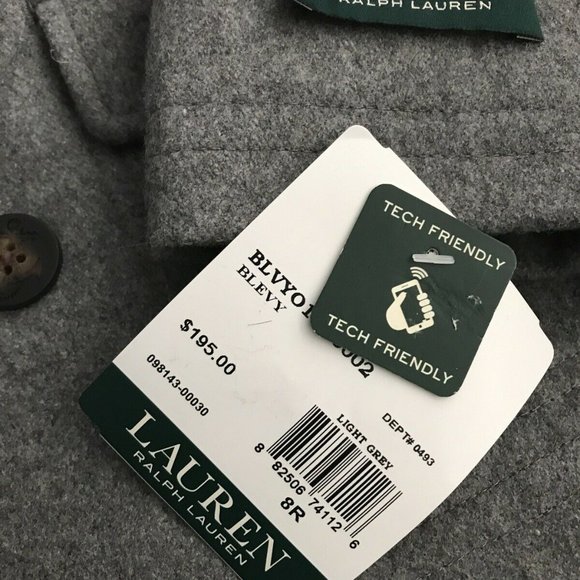 RALPH LAUREN
TECH FRIENDLY
TECH FRIENDLY
BLEVY
$195.00
098143-00030
DEPT# 0493
LIGHT GREY
8 82506 74112 6
8R
LAUREN
RALPH LAUREN